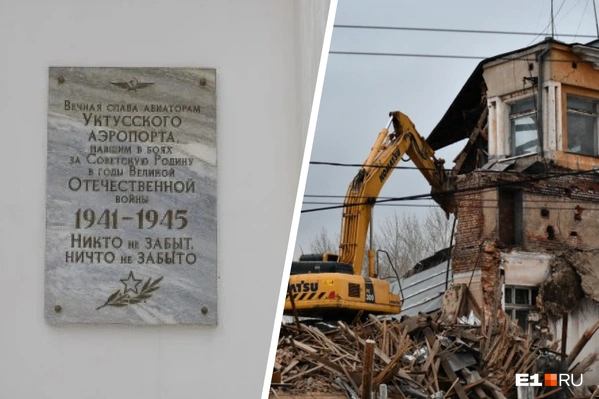 Вечная слава авиаторам
Уктусского
аэропорта,
павшим в боях
за Советскую Родину
в годы Великой
Отечественной
войны
1941-1945
Никто не забыт,
ничто не забыто
KOMATSU
E1.RU